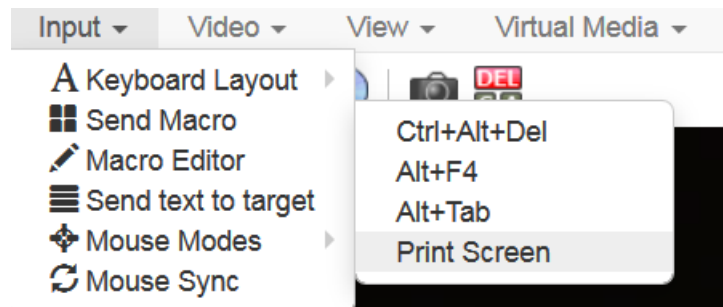 Input Video View Virtual Media
A Keyboard Layout
Send Macro
Macro Editor
Send text to target
Mouse Modes
Mouse Sync
DEL
Ctrl+Alt+Del
Alt+F4
Alt+Tab
Print Screen